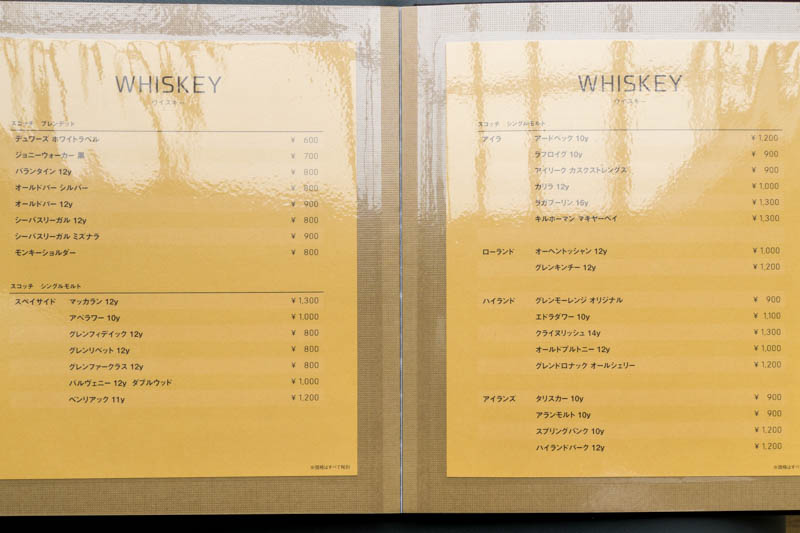 WHISKEY
ウイスキー
スコッチ ブレンデッド
デュワーズ ホワイトラベル ¥ 600
ジョニーウォーカー 黒 ¥ 700
バランタイン 12y ¥ 800
オールドパー シルバー ¥ 800
オールドパー 12y ¥ 900
シーバスリーガル 12y ¥ 800
シーバスリーガル ミズナラ ¥ 900
モンキーショルダー ¥ 800
スコッチ シングルモルト
スペイサイド マッカラン 12y ¥ 1,300
アベラワー 10y ¥ 1,000
グレンフィディック 12y ¥ 800
グレンリベット 12y ¥ 800
グレンファークラス 12y ¥ 800
バルヴェニー 12y ダブルウッド ¥ 1,000
ベンリアック 11y ¥ 1,200
※価格はすべて税別
WHISKEY
ウイスキー
スコッチ シングルモルト
アイラ アードベック 10y ¥ 1,200
ラフロイグ 10y ¥ 900
アイリーク カスクストレングス ¥ 900
カリラ 12y ¥ 1,000
ラガブーリン 16y ¥ 1,300
キルホーマン マキヤーベイ ¥ 1,300
ローランド オーヘントッシャン 12y ¥ 1,000
グレンキンチー 12y ¥ 1,200
ハイランド グレンモーレンジ オリジナル ¥ 900
エドラダワー 10y ¥ 1,100
クライヌリッシュ 14y ¥ 1,300
オールドプルトニー 12y ¥ 1,000
グレンドロナック オールシェリー ¥ 1,200
アイランズ タリスカー 10y ¥ 900
アランモルト 10y ¥ 900
スプリングバンク 10y ¥ 1,200
ハイランドパーク 12y ¥ 1,200
※価格はすべ